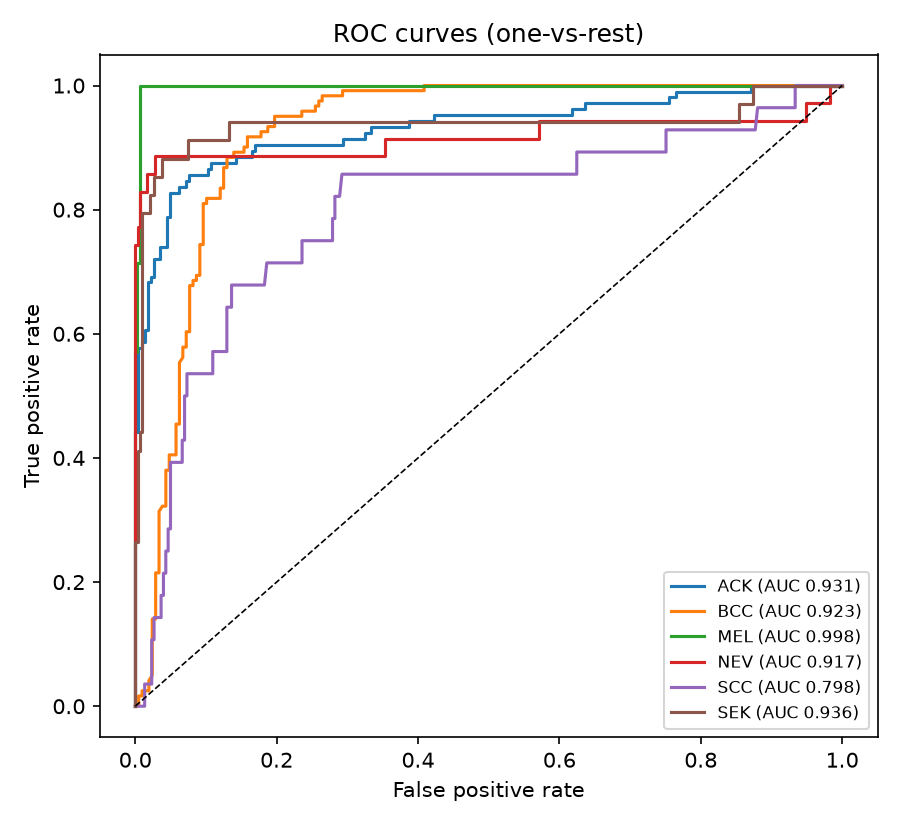 ROC curves (one-vs-rest)
True positive rate
1.0
0.8
0.6
0.4
0.2
0.0
0.0 0.2 0.4 0.6 0.8 1.0
False positive rate
ACK (AUC 0.931)
BCC (AUC 0.923)
MEL (AUC 0.998)
NEV (AUC 0.917)
SCC (AUC 0.798)
SEK (AUC 0.936)